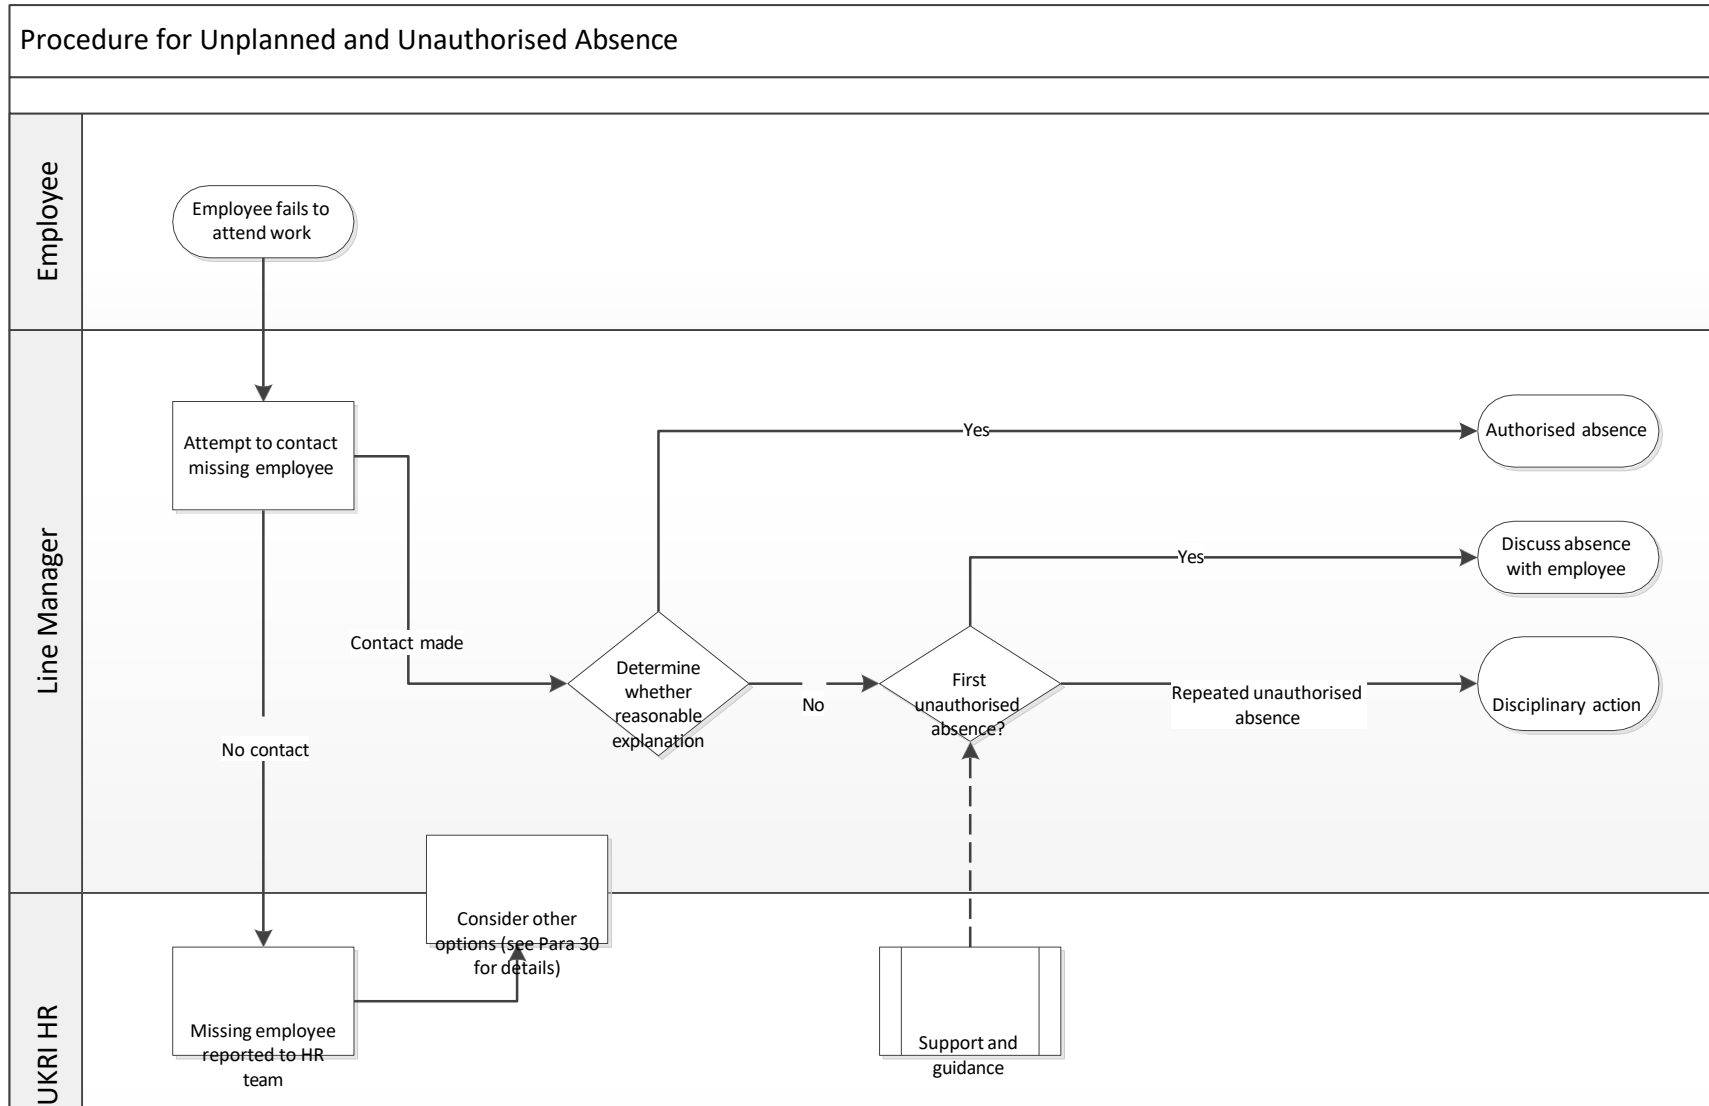 Procedure for Unplanned and Unauthorised Absence
Employee
Employee fails to
attend work
Line Manager
Attempt to contact
missing employee
Yes
Authorised absence
Yes
Discuss absence
with employee
Contact made
Determine
whether
reasonable
explanation
No
First
unauthorised
absence?
Repeated unauthorised
absence
Disciplinary action
No contact
Consider other
options (see Para 30
for details)
UKRI HR
Missing employee
reported to HR
team
Support and
guidance